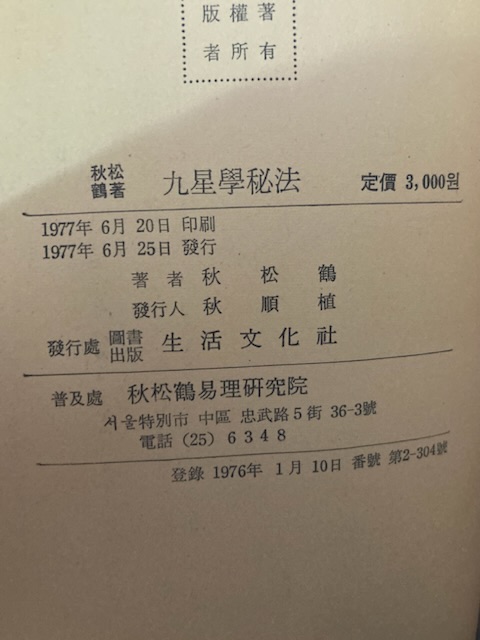 版權著
者所有
秋松鶴著 九星學秘法 定價 3,000원
1977年 6月 20日 印刷
1977年 6月 25日 發行
著者 秋松鶴
發行人 秋順植
發行處 圖書出版 生活文化社
普及處 秋松鶴易理硏究院
서울特別市 中區 忠武路5街 36-3號
電話 (25) 6348
登錄 1976年 1月 10日 番號 第2-304號